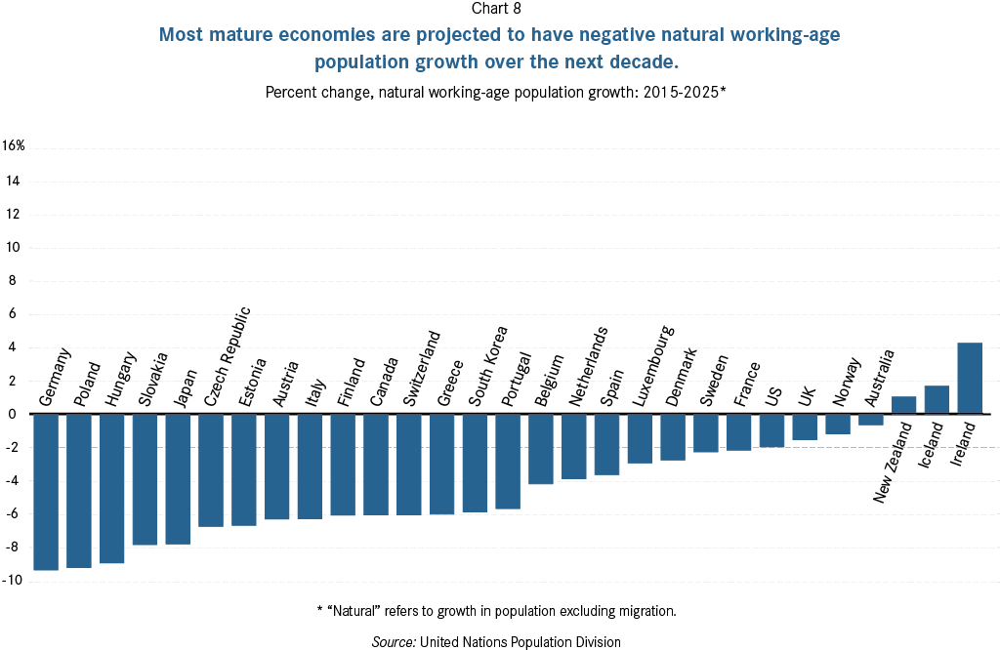 Chart 8
Most mature economies are projected to have negative natural working-age
population growth over the next decade.
Percent change, natural working-age population growth: 2015-2025*
16%
14
12
10
8
6
4
2
0
-2
-4
-6
-8
-10
Germany
Poland
Hungary
Slovakia
Japan
Czech Republic
Estonia
Austria
Italy
Finland
Canada
Switzerland
Greece
South Korea
Portugal
Belgium
Netherlands
Spain
Luxembourg
Denmark
Sweden
France
US
UK
Norway
Australia
New Zealand
Iceland
Ireland
* “Natural” refers to growth in population excluding migration.
Source: United Nations Population Division